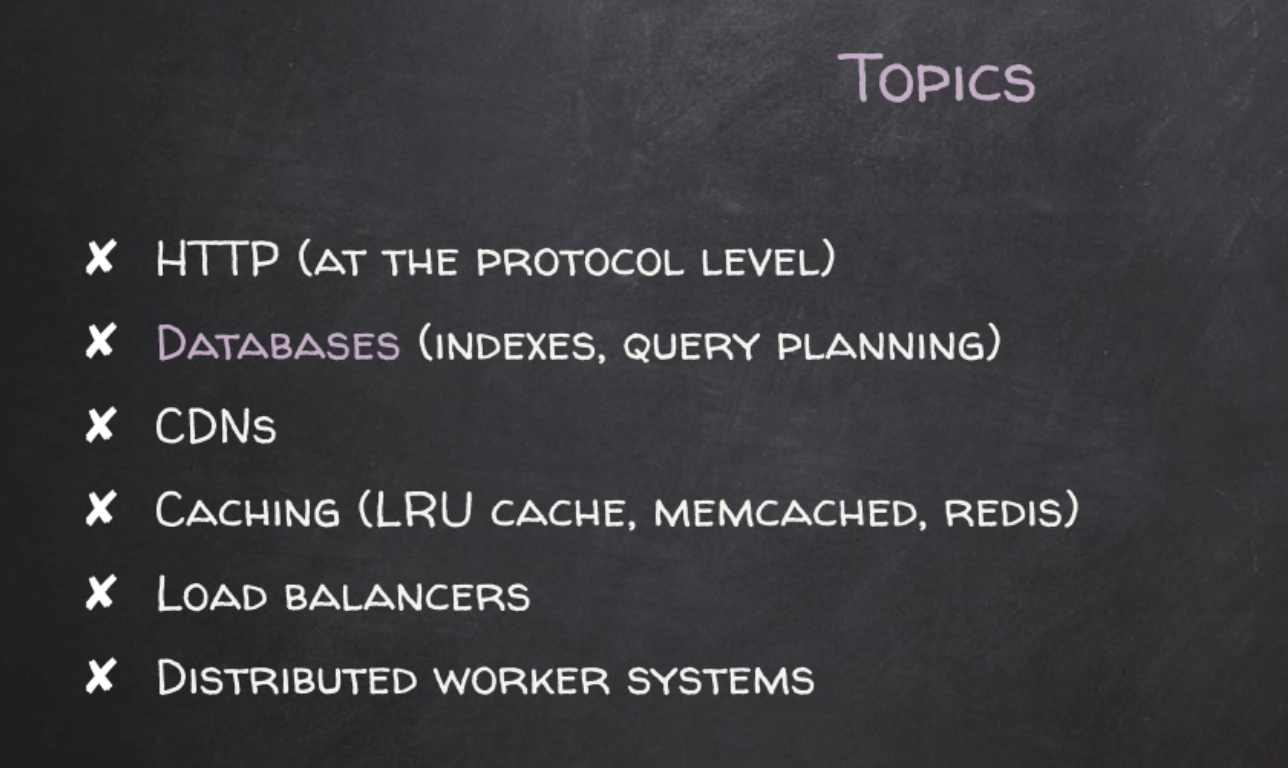 Topics
✘ HTTP (at the protocol level)
✘ Databases (indexes, query planning)
✘ CDNs
✘ Caching (LRU cache, memcached, redis)
✘ Load balancers
✘ Distributed worker systems